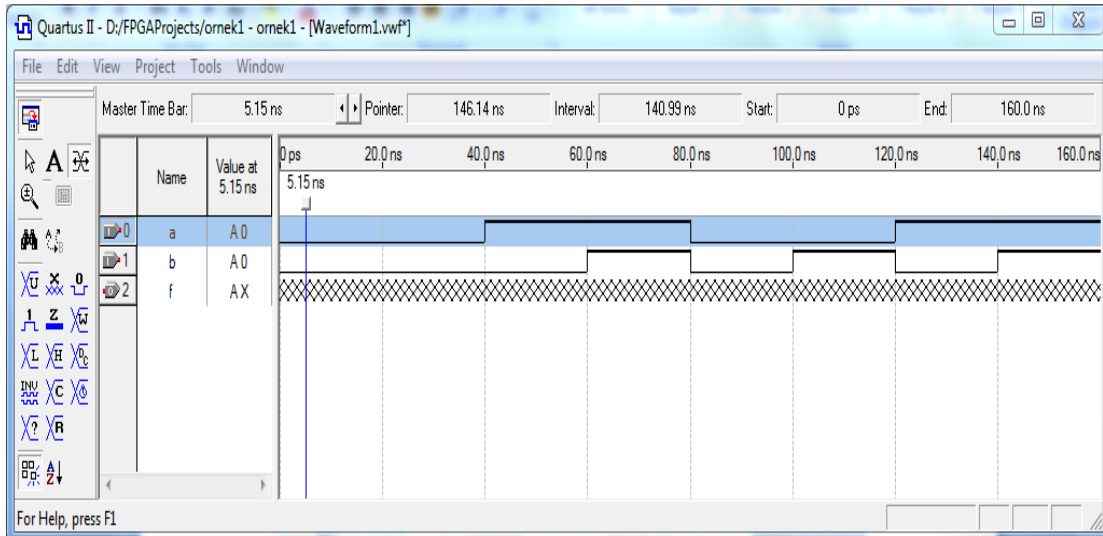 Quartus II - D:/FPGAProjects/ornek1 - ornek1 - [Waveform1.vwf*]
File Edit View Project Tools Window
Master Time Bar: 5.15 ns Pointer: 146.14 ns Interval: 140.99 ns Start: 0 ps End: 160.0 ns
Name Value at 5.15 ns
0 ps 20.0 ns 40.0 ns 60.0 ns 80.0 ns 100.0 ns 120.0 ns 140.0 ns 160.0 ns
5.15 ns
0 a A 0
1 b A 0
2 f A X
For Help, press F1